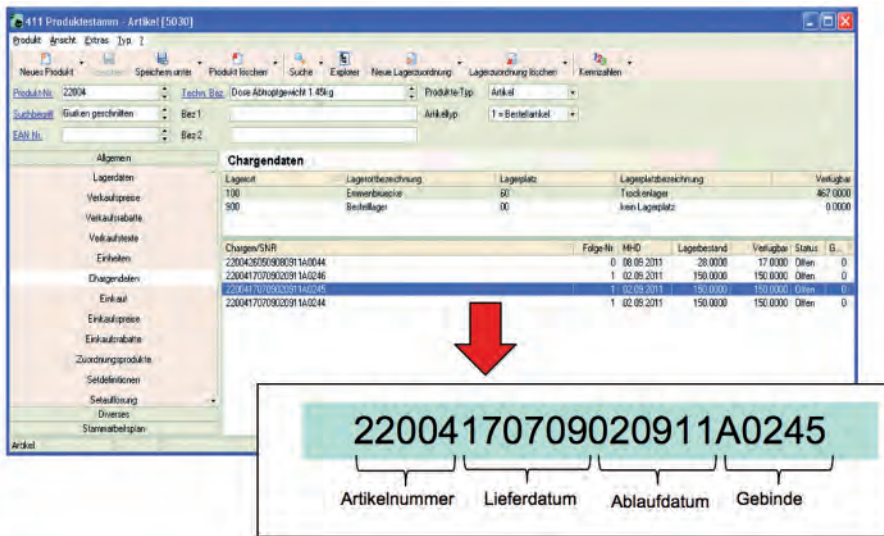 411 Produktestamm - Artikel [5030]
Produkt Ansicht Extras Typ ?
Neues Produkt Speichern Speichern unter Produkt löschen Suche Explorer Neue Lagerzuordnung Lagerzuordnung löschen Kennzahlen
Produkt-Nr. 22004 Techn. Bez. Dose Abtropfgewicht 1.45kg Produkte-Typ Artikel
Suchbegriff Gurken geschnitten Bez 1 Artikeltyp 1 = Bestellartikel
EAN Nr. Bez 2
Allgemein
Lagerdaten
Verkaufspreise
Verkaufsrabatte
Verkaufstexte
Einheiten
Chargendaten
Einkauf
Einkaufspreise
Einkaufsrabatte
Zuordnungsprodukte
Setdefinitionen
Setauflösung
Diverses
Stammarbeitsplan
Artikel
Chargendaten
Lagerort Lagerortbezeichnung Lagerplatz Lagerplatzbezeichnung Verfügbar
100 Emmenbruecke 60 Trockenlager 467.0000
900 Bestelllager 00 kein Lagerplatz 0.0000
Chargen/SNR Folge-Nr MHD Lagerbestand Verfügbar Status G...
22004260509080911A0044 0 08.09.2011 28.0000 17.0000 Offen 0
22004170709020911A0246 1 02.09.2011 150.0000 150.0000 Offen 0
22004170709020911A0245 1 02.09.2011 150.0000 150.0000 Offen 0
22004170709020911A0244 1 02.09.2011 150.0000 150.0000 Offen 0
22004170709020911A0245
Artikelnummer Lieferdatum Ablaufdatum Gebinde